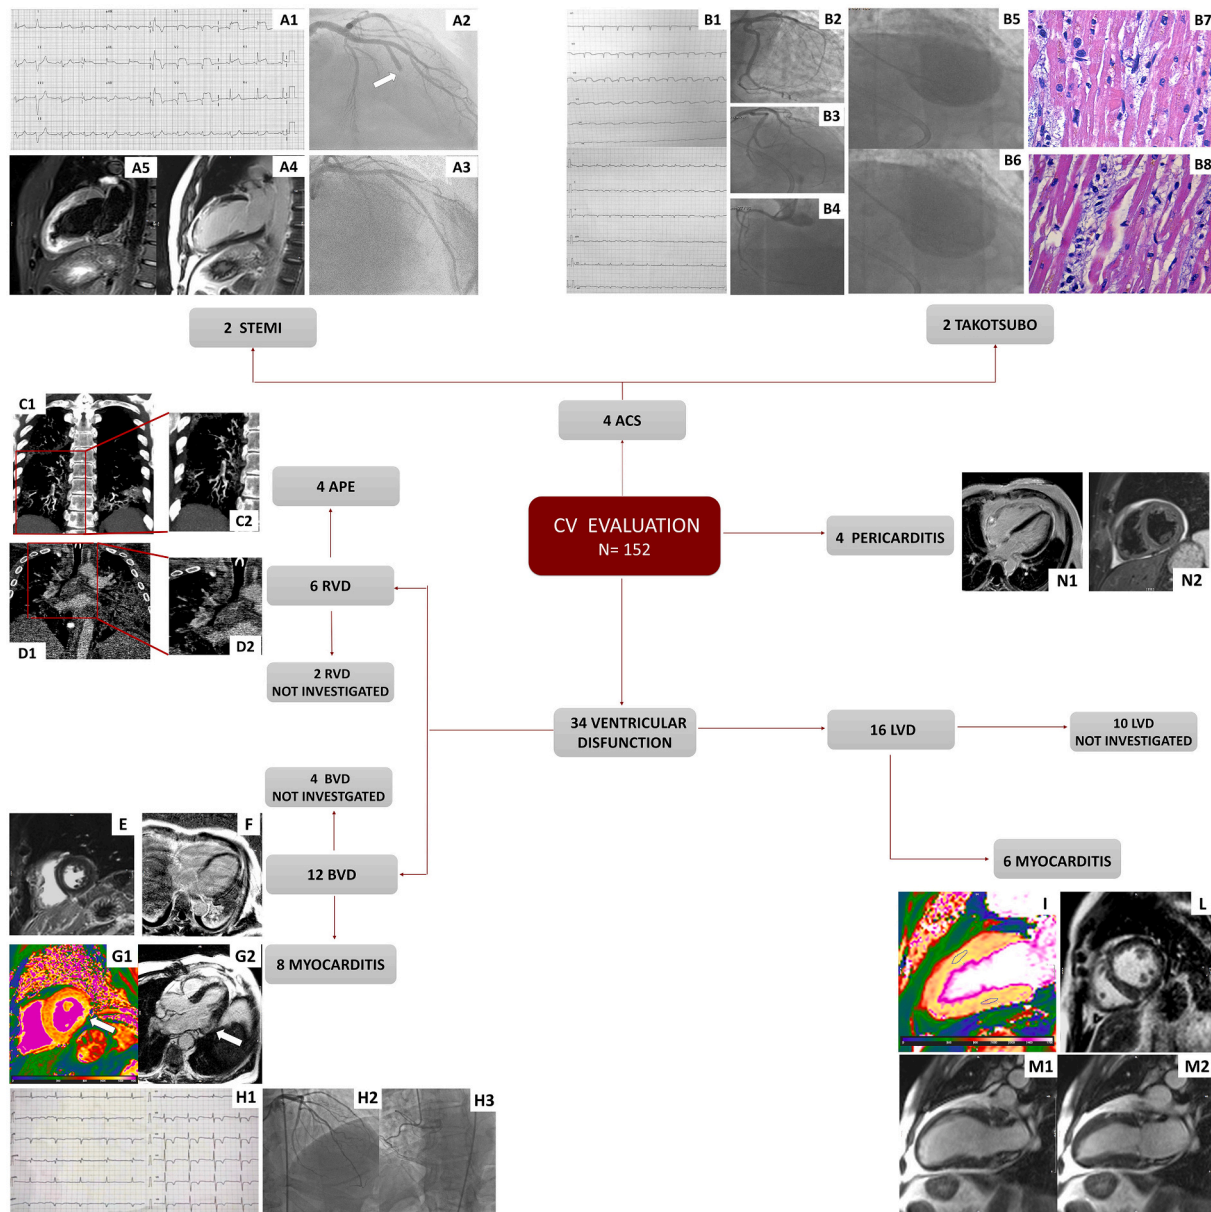 A1
A2
B1
B2
B5
B7
B3
A5
A4
A3
B6
B8
B4
2 STEMI
2 TAKOTSUBO
C1
4 ACS
4 APE
C2
CV EVALUATION
N= 152
4 PERICARDITIS
N1
N2
6 RVD
D1
D2
2 RVD
NOT INVESTIGATED
34 VENTRICULAR
DISFUNCTION
16 LVD
10 LVD
NOT INVESTIGATED
4 BVD
NOT INVESTGATED
E
F
12 BVD
6 MYOCARDITIS
I
L
G1
G2
8 MYOCARDITIS
M1
M2
H1
H2
H3